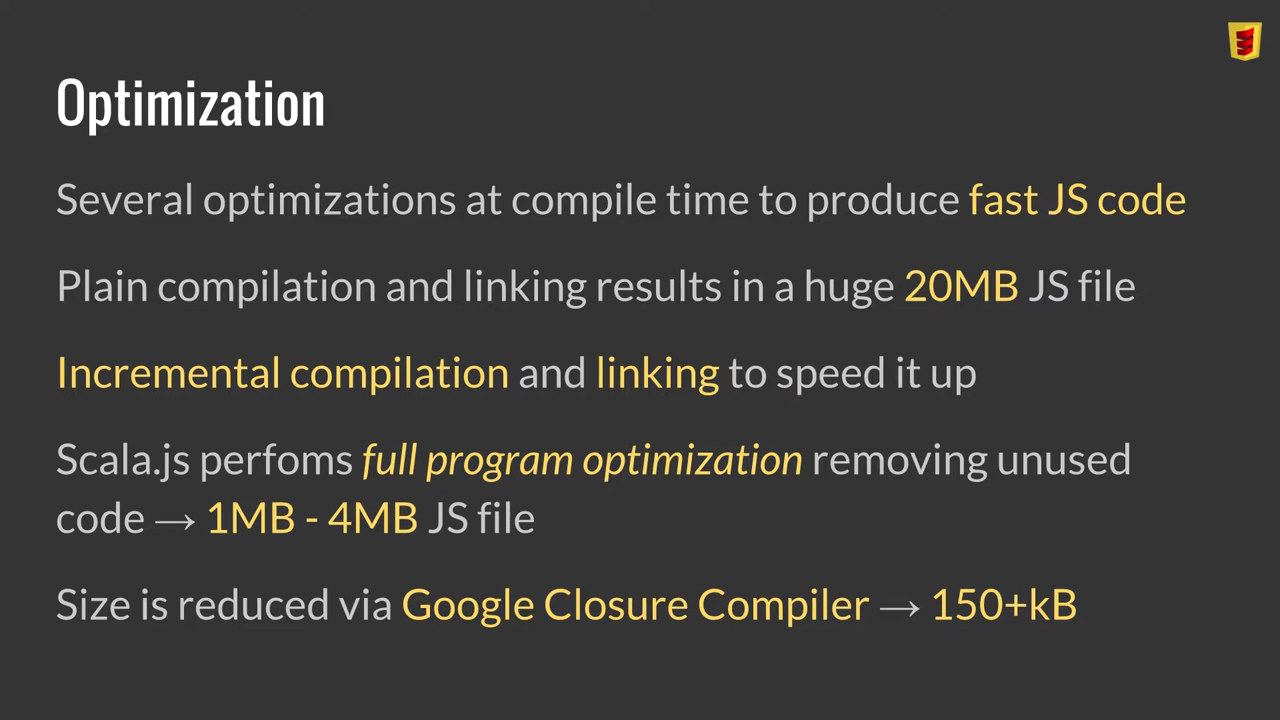 Optimization
Several optimizations at compile time to produce fast JS code
Plain compilation and linking results in a huge 20MB JS file
Incremental compilation and linking to speed it up
Scala.js perfoms full program optimization removing unused
code → 1MB - 4MB JS file
Size is reduced via Google Closure Compiler → 150+kB